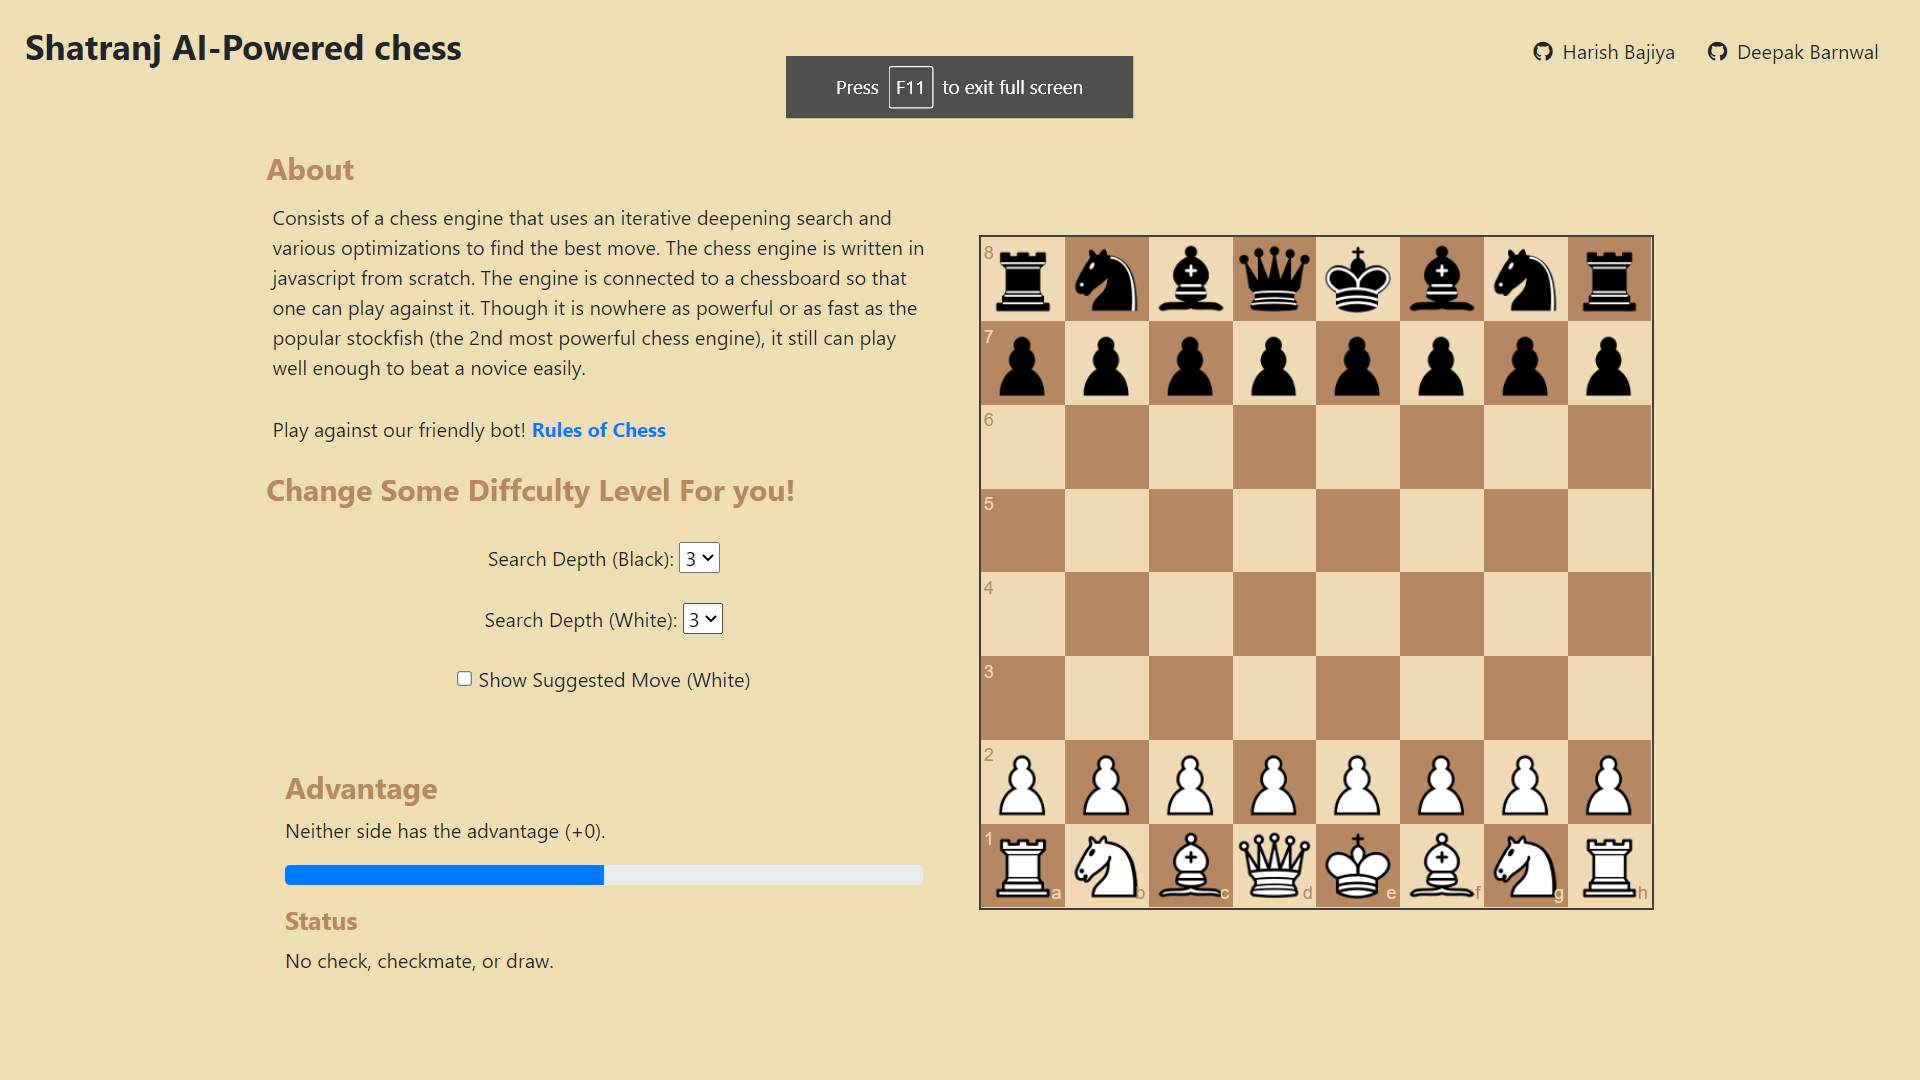 Shatranj AI-Powered chess
Harish Bajiya
Deepak Barnwal
Press F11 to exit full screen
About
Consists of a chess engine that uses an iterative deepening search and
various optimizations to find the best move. The chess engine is written in
javascript from scratch. The engine is connected to a chessboard so that
one can play against it. Though it is nowhere as powerful or as fast as the
popular stockfish (the 2nd most powerful chess engine), it still can play
well enough to beat a novice easily.
Play against our friendly bot! Rules of Chess
Change Some Diffculty Level For you!
Search Depth (Black): 3
Search Depth (White): 3
Show Suggested Move (White)
Advantage
Neither side has the advantage (+0).
Status
No check, checkmate, or draw.
8
7
6
5
4
3
2
1
a b c d e f g h